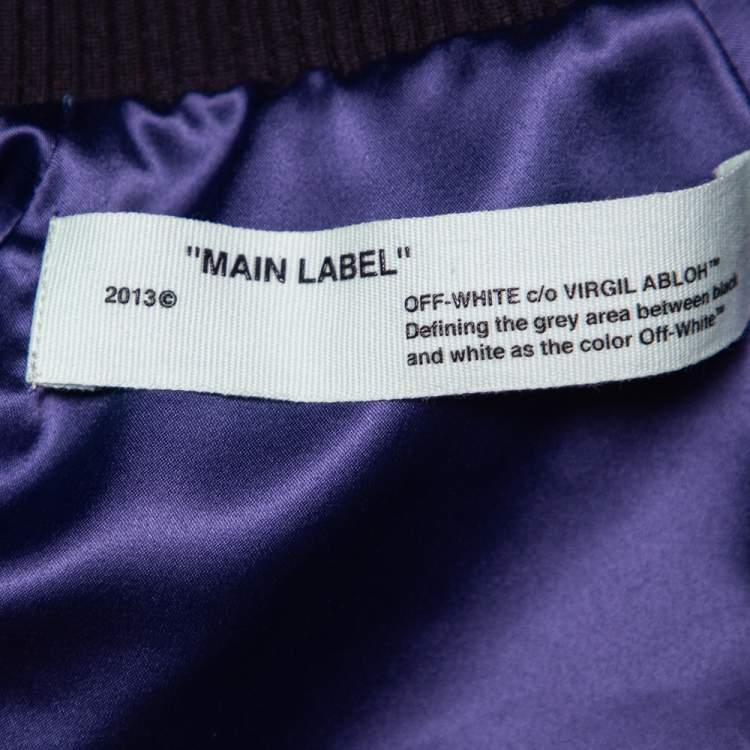 "MAIN LABEL"
2013©
OFF-WHITE c/o VIRGIL ABLOH™
Defining the grey area between black
and white as the color Off-White™